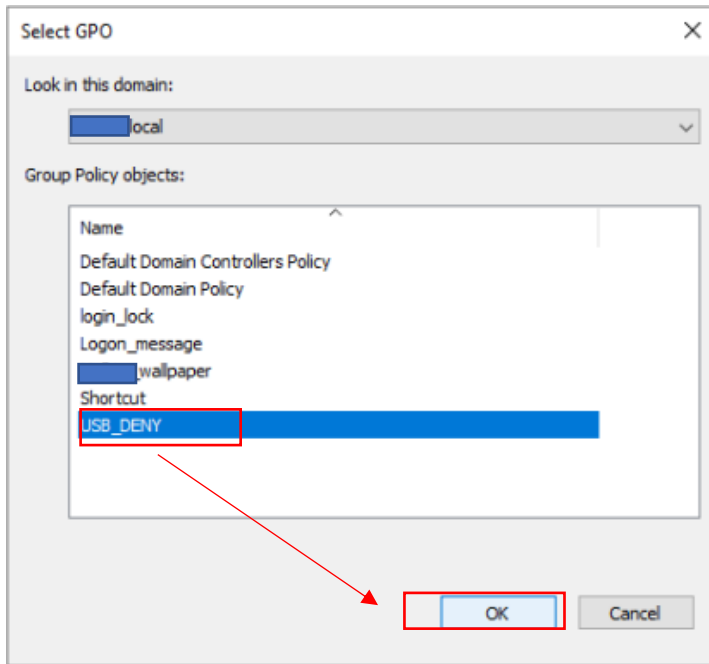 Select GPO
Look in this domain:
local
Group Policy objects:
Name
Default Domain Controllers Policy
Default Domain Policy
login_lock
Logon_message
_wallpaper
Shortcut
USB_DENY
OK Cancel